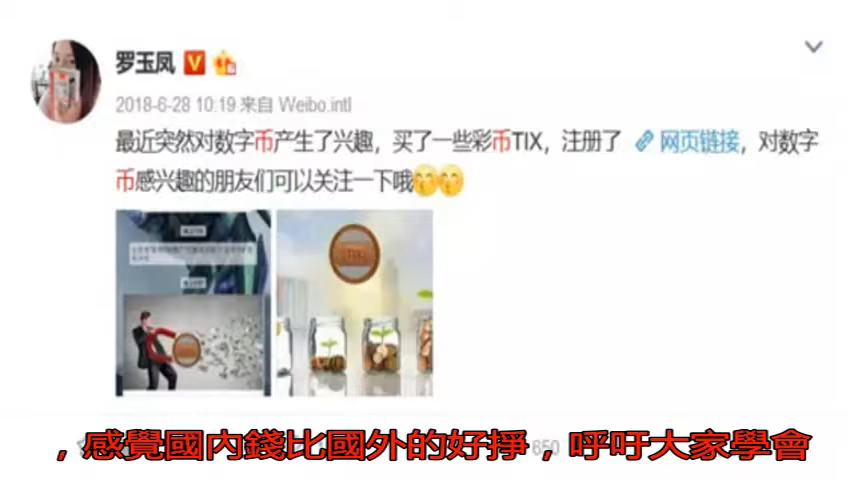 罗玉凤
2018-6-28 10:19 来自 Weibo.intl
最近突然对数字币产生了兴趣，买了一些彩币TIX，注册了 网页链接，对数字
币感兴趣的朋友们可以关注一下哦
，感覺國內錢比國外的好掙，呼吁大家學會
650